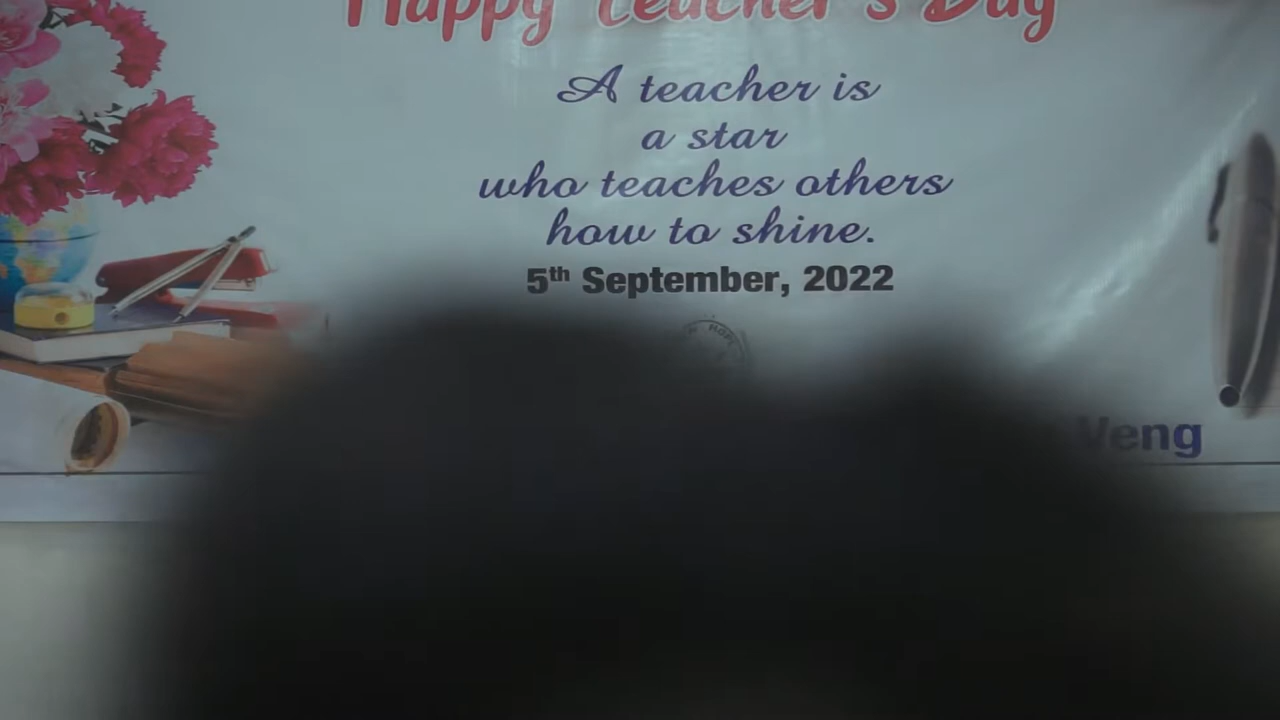 Happy Teacher's Day
A teacher is
a star
who teaches others
how to shine.
5th September, 2022
Veng